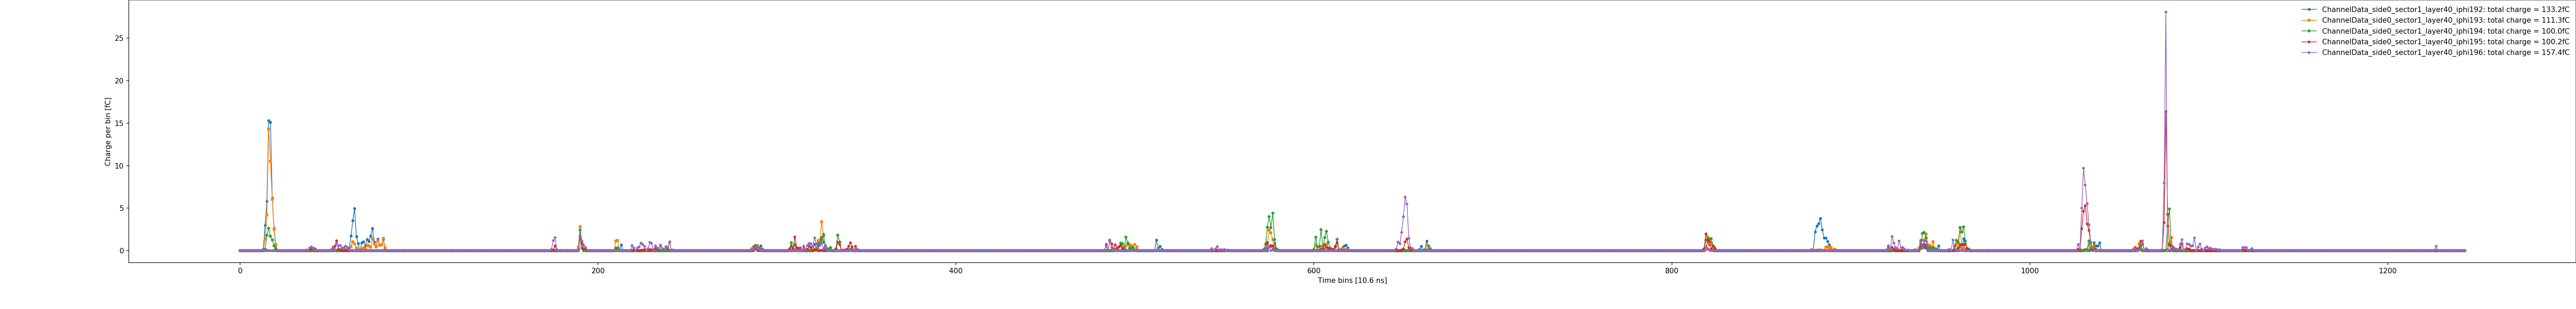 ChannelData_side0_sector1_layer40_iphi192: total charge = 133.2fC
ChannelData_side0_sector1_layer40_iphi193: total charge = 111.3fC
ChannelData_side0_sector1_layer40_iphi194: total charge = 100.0fC
ChannelData_side0_sector1_layer40_iphi195: total charge = 100.2fC
ChannelData_side0_sector1_layer40_iphi196: total charge = 157.4fC
25
20
15
10
5
0
Charge per bin [fC]
0 200 400 600 800 1000 1200
Time bins [10.6 ns]